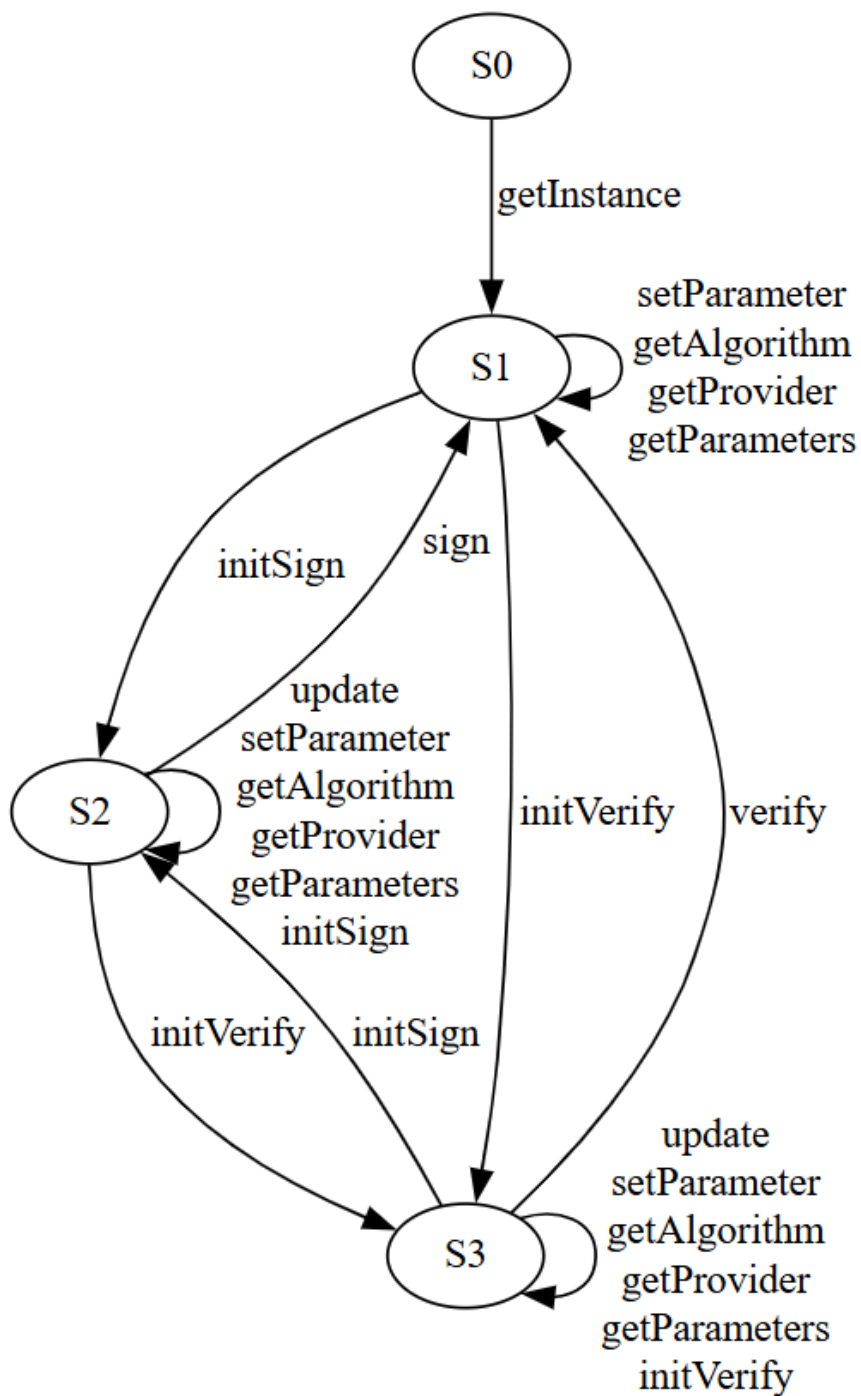 S0
getInstance
setParameter
getAlgorithm
getProvider
getParameters
S1
initSign
sign
update
setParameter
getAlgorithm
getProvider
getParameters
initSign
S2
initVerify
verify
initVerify
initSign
update
setParameter
getAlgorithm
getProvider
getParameters
initVerify
S3